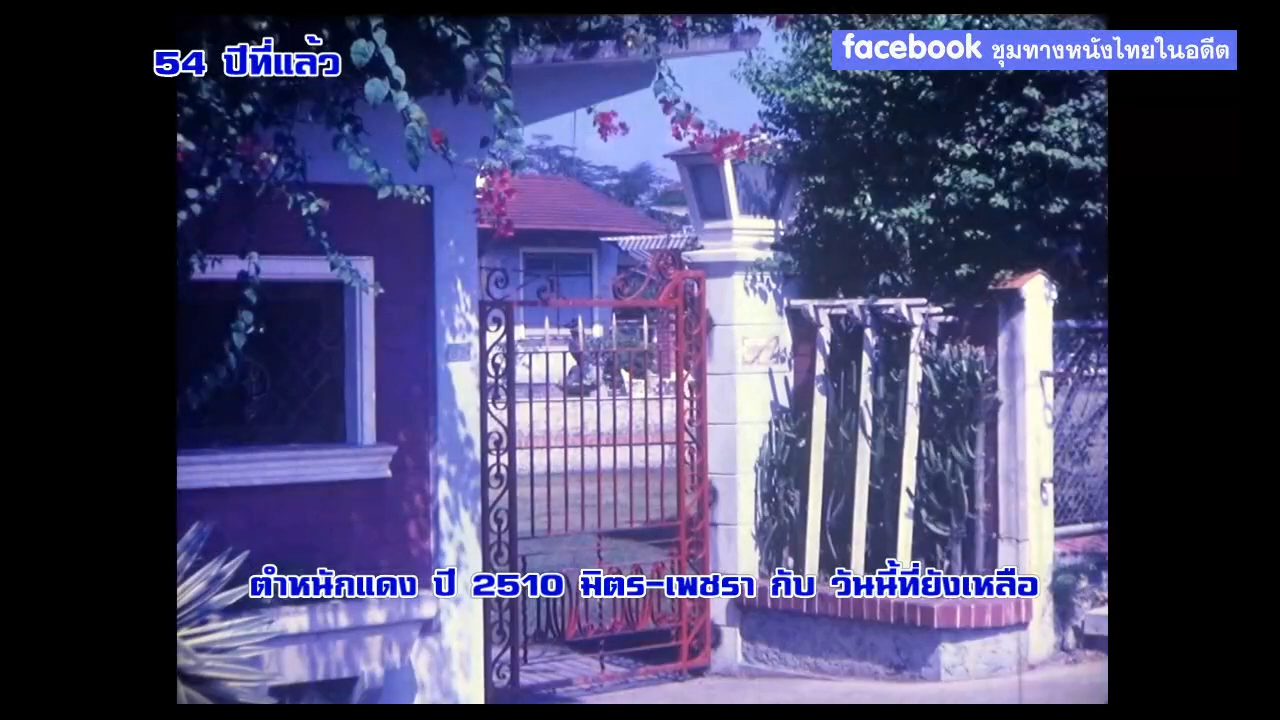 54 ปีที่แล้ว
facebook ชุมทางหนังไทยในอดีต
ตำหนักแดง ปี 2510 มิตร-เพชรา กับ วันนี้ที่ยังเหลือ